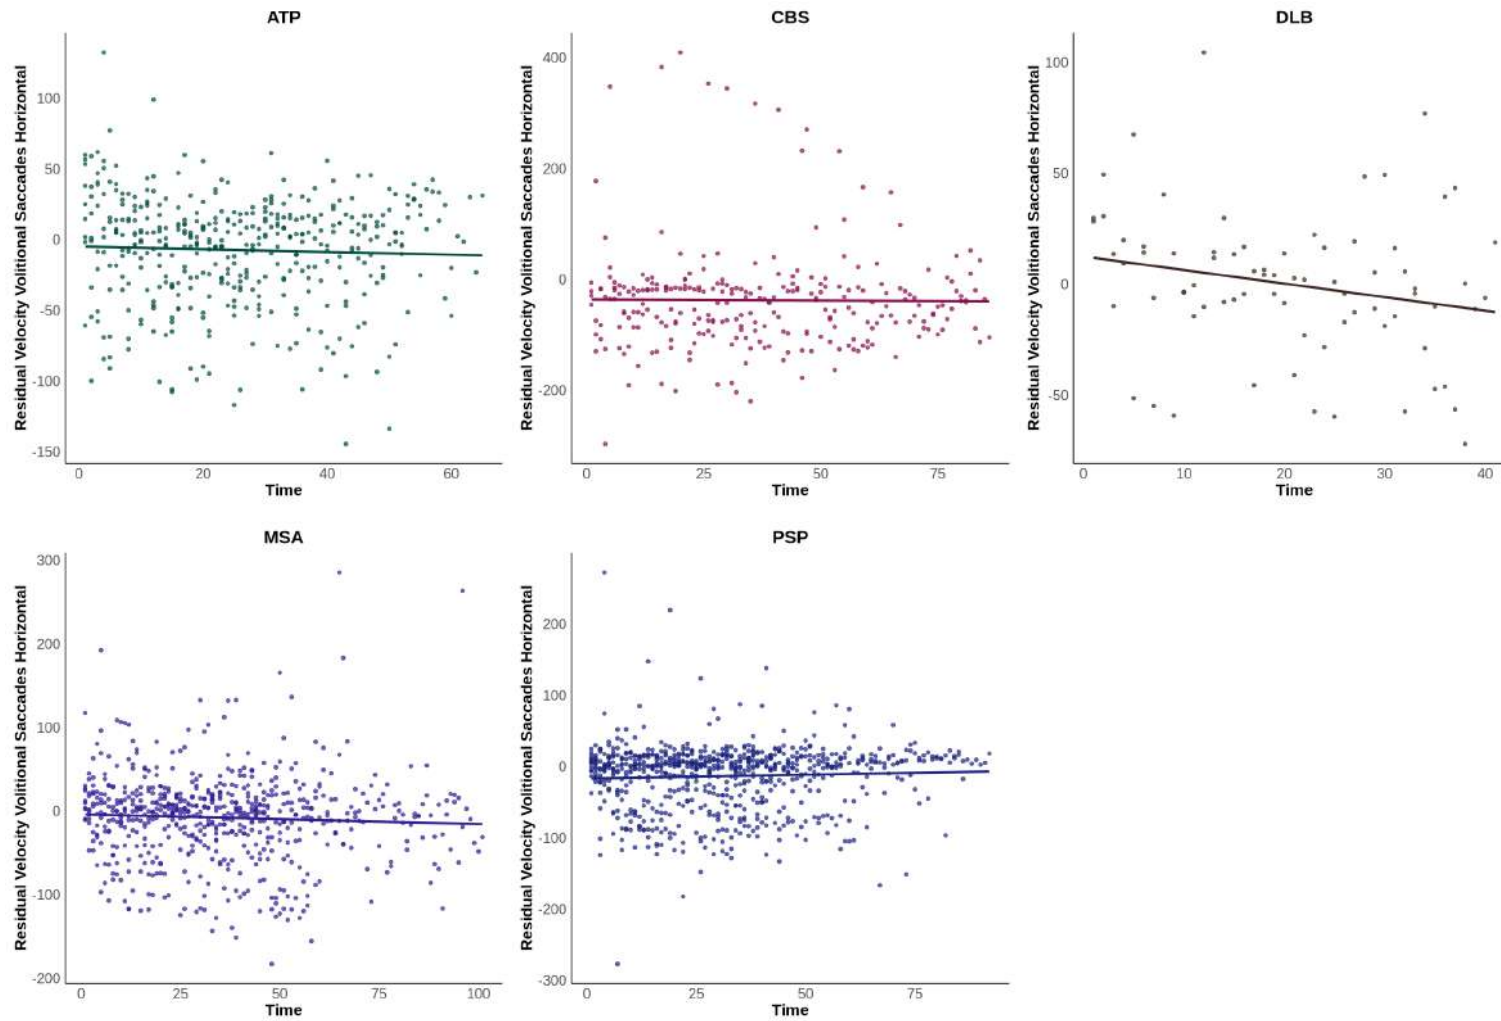 ATP
Residual Velocity Volitional Saccades Horizontal
100
50
0
-50
-100
-150
0 20 40 60
Time
CBS
Residual Velocity Volitional Saccades Horizontal
400
200
0
-200
0 25 50 75
Time
DLB
Residual Velocity Volitional Saccades Horizontal
100
50
0
-50
0 10 20 30 40
Time
MSA
Residual Velocity Volitional Saccades Horizontal
300
200
100
0
-100
-200
0 25 50 75 100
Time
PSP
Residual Velocity Volitional Saccades Horizontal
200
100
0
-100
-200
-300
0 25 50 75
Time